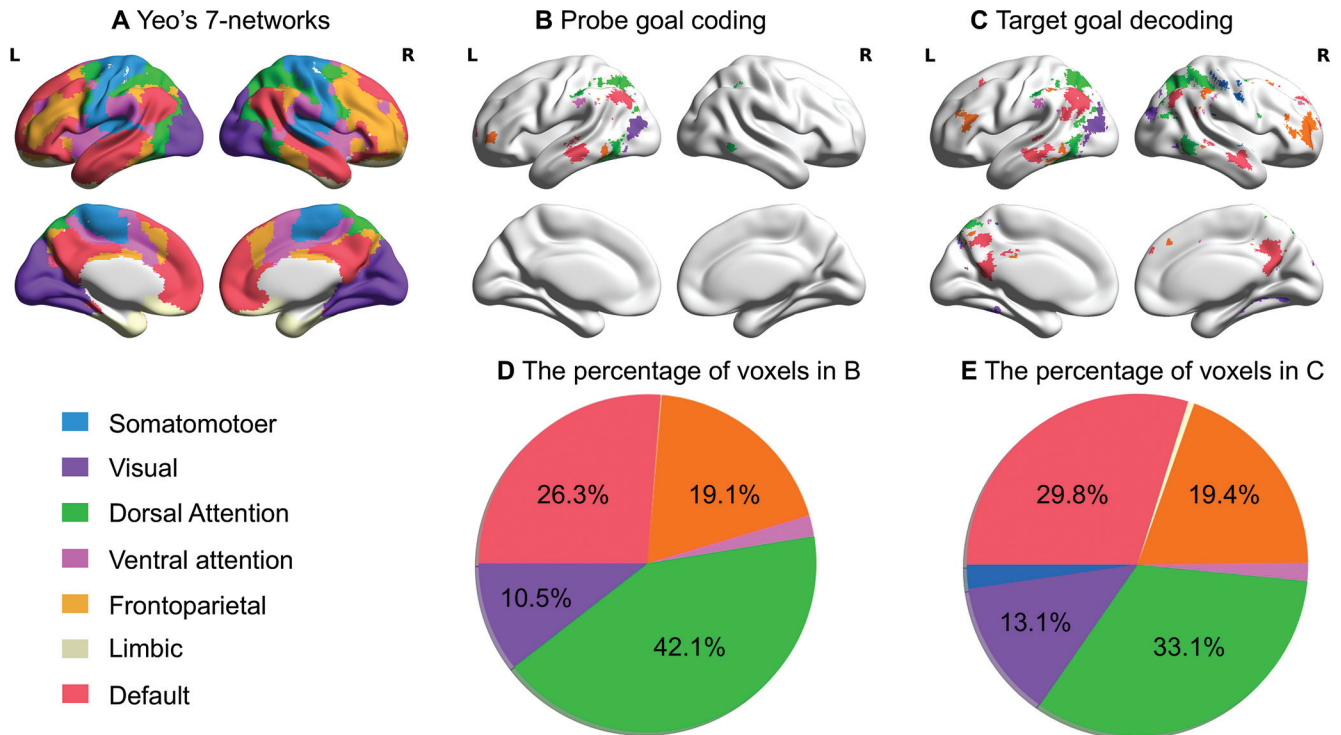 A Yeo's 7-networks
L
R
B Probe goal coding
L
R
C Target goal decoding
L
R
D The percentage of voxels in B
26.3%
19.1%
10.5%
42.1%
E The percentage of voxels in C
29.8%
19.4%
13.1%
33.1%
Somatomotoer
Visual
Dorsal Attention
Ventral attention
Frontoparietal
Limbic
Default